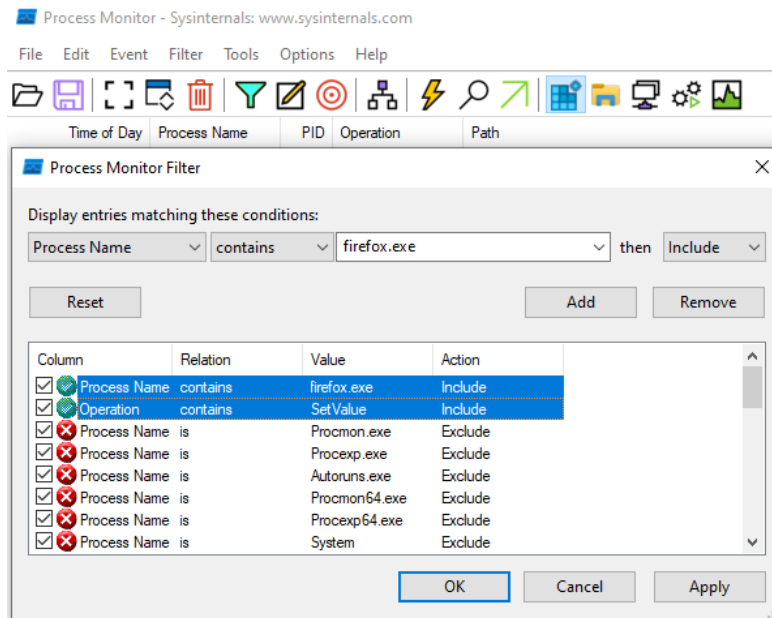 Process Monitor - Sysinternals: www.sysinternals.com
File Edit Event Filter Tools Options Help
Time of Day Process Name PID Operation Path
Process Monitor Filter
Display entries matching these conditions:
Process Name contains firefox.exe then Include
Reset Add Remove
Column Relation Value Action
Process Name contains firefox.exe Include
Operation contains SetValue Include
Process Name is Procmon.exe Exclude
Process Name is Procexp.exe Exclude
Process Name is Autoruns.exe Exclude
Process Name is Procmon64.exe Exclude
Process Name is Procexp64.exe Exclude
Process Name is System Exclude
OK Cancel Apply